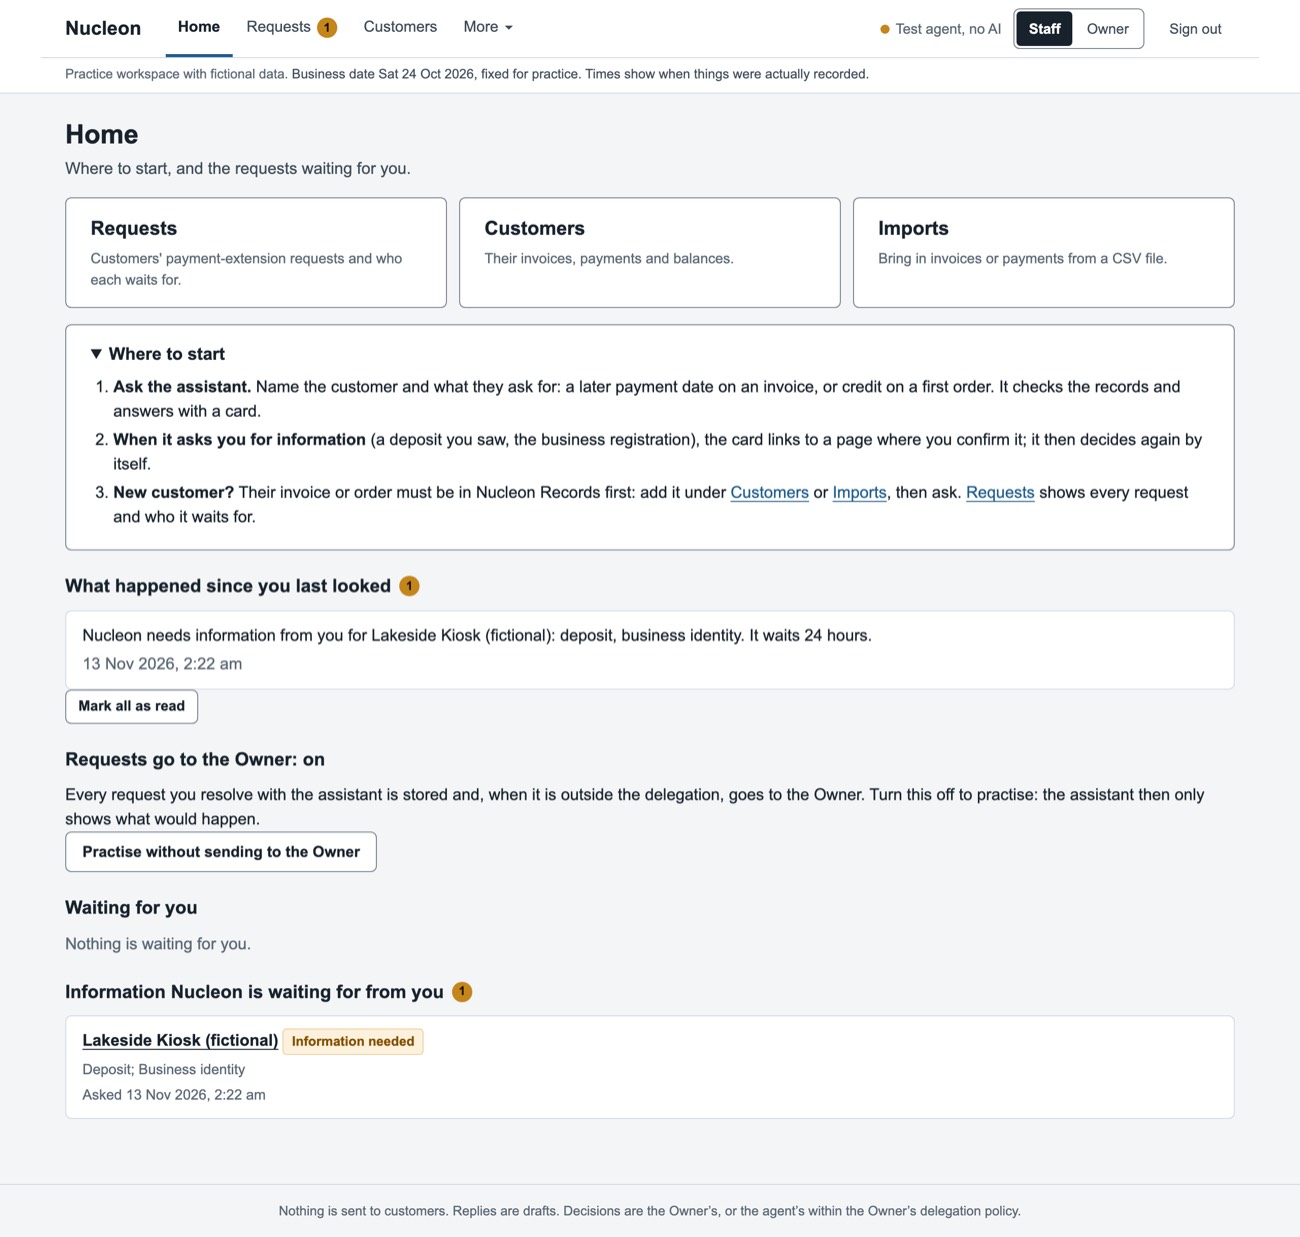 Nucleon
Home
Requests 1
Customers
More
Test agent, no AI
Staff
Owner
Sign out
Practice workspace with fictional data. Business date Sat 24 Oct 2026, fixed for practice. Times show when things were actually recorded.
Home
Where to start, and the requests waiting for you.
Requests
Customers' payment-extension requests and who
each waits for.
Customers
Their invoices, payments and balances.
Imports
Bring in invoices or payments from a CSV file.
Where to start
1. Ask the assistant. Name the customer and what they ask for: a later payment date on an invoice, or credit on a first order. It checks the records and
answers with a card.
2. When it asks you for information (a deposit you saw, the business registration), the card links to a page where you confirm it; it then decides again by
itself.
3. New customer? Their invoice or order must be in Nucleon Records first: add it under Customers or Imports, then ask. Requests shows every request
and who it waits for.
What happened since you last looked 1
Nucleon needs information from you for Lakeside Kiosk (fictional): deposit, business identity. It waits 24 hours.
13 Nov 2026, 2:22 am
Mark all as read
Requests go to the Owner: on
Every request you resolve with the assistant is stored and, when it is outside the delegation, goes to the Owner. Turn this off to practise: the assistant then only
shows what would happen.
Practise without sending to the Owner
Waiting for you
Nothing is waiting for you.
Information Nucleon is waiting for from you 1
Lakeside Kiosk (fictional) Information needed
Deposit; Business identity
Asked 13 Nov 2026, 2:22 am
Nothing is sent to customers. Replies are drafts. Decisions are the Owner's, or the agent's within the Owner's delegation policy.